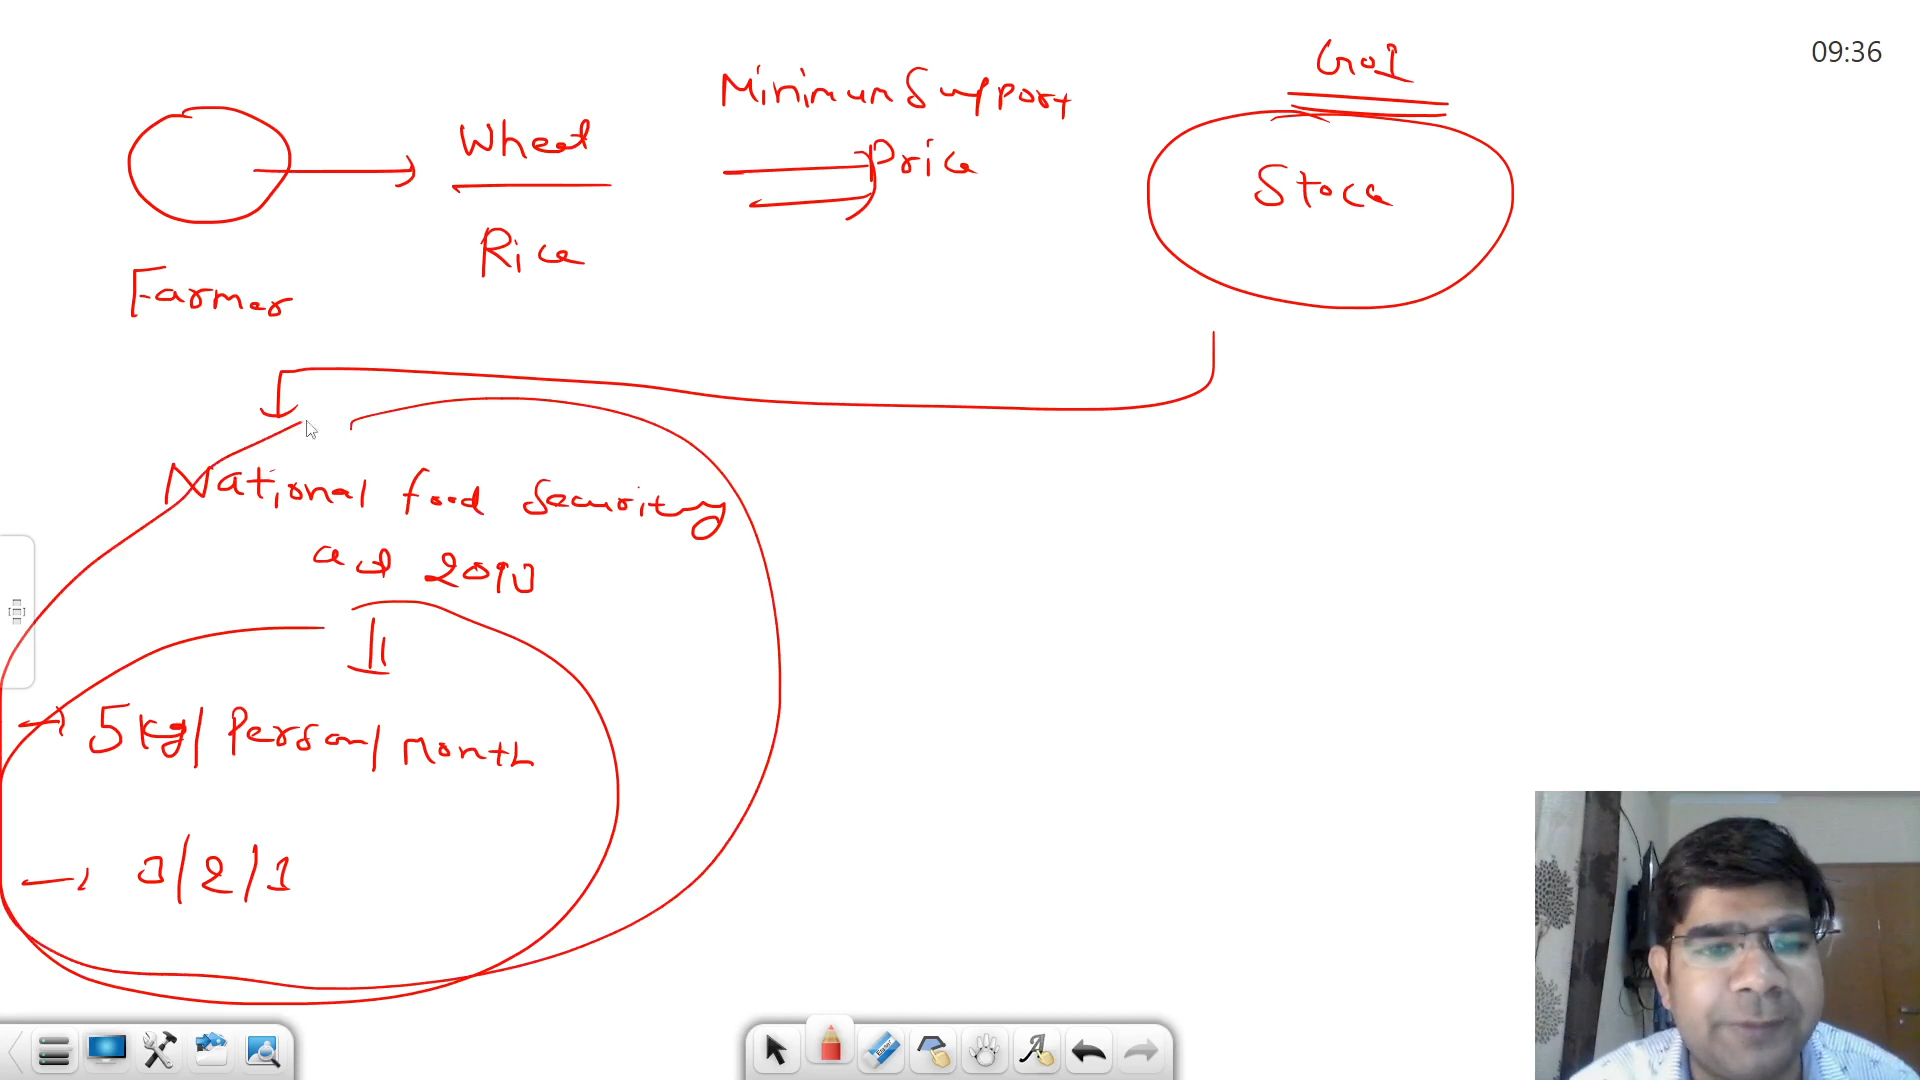 09:36
GOI
Minimum Support
Price
Wheat
Rice
Stock
Farmer
National food Security
act 2013
5 kg/Person/Month
3/2/1